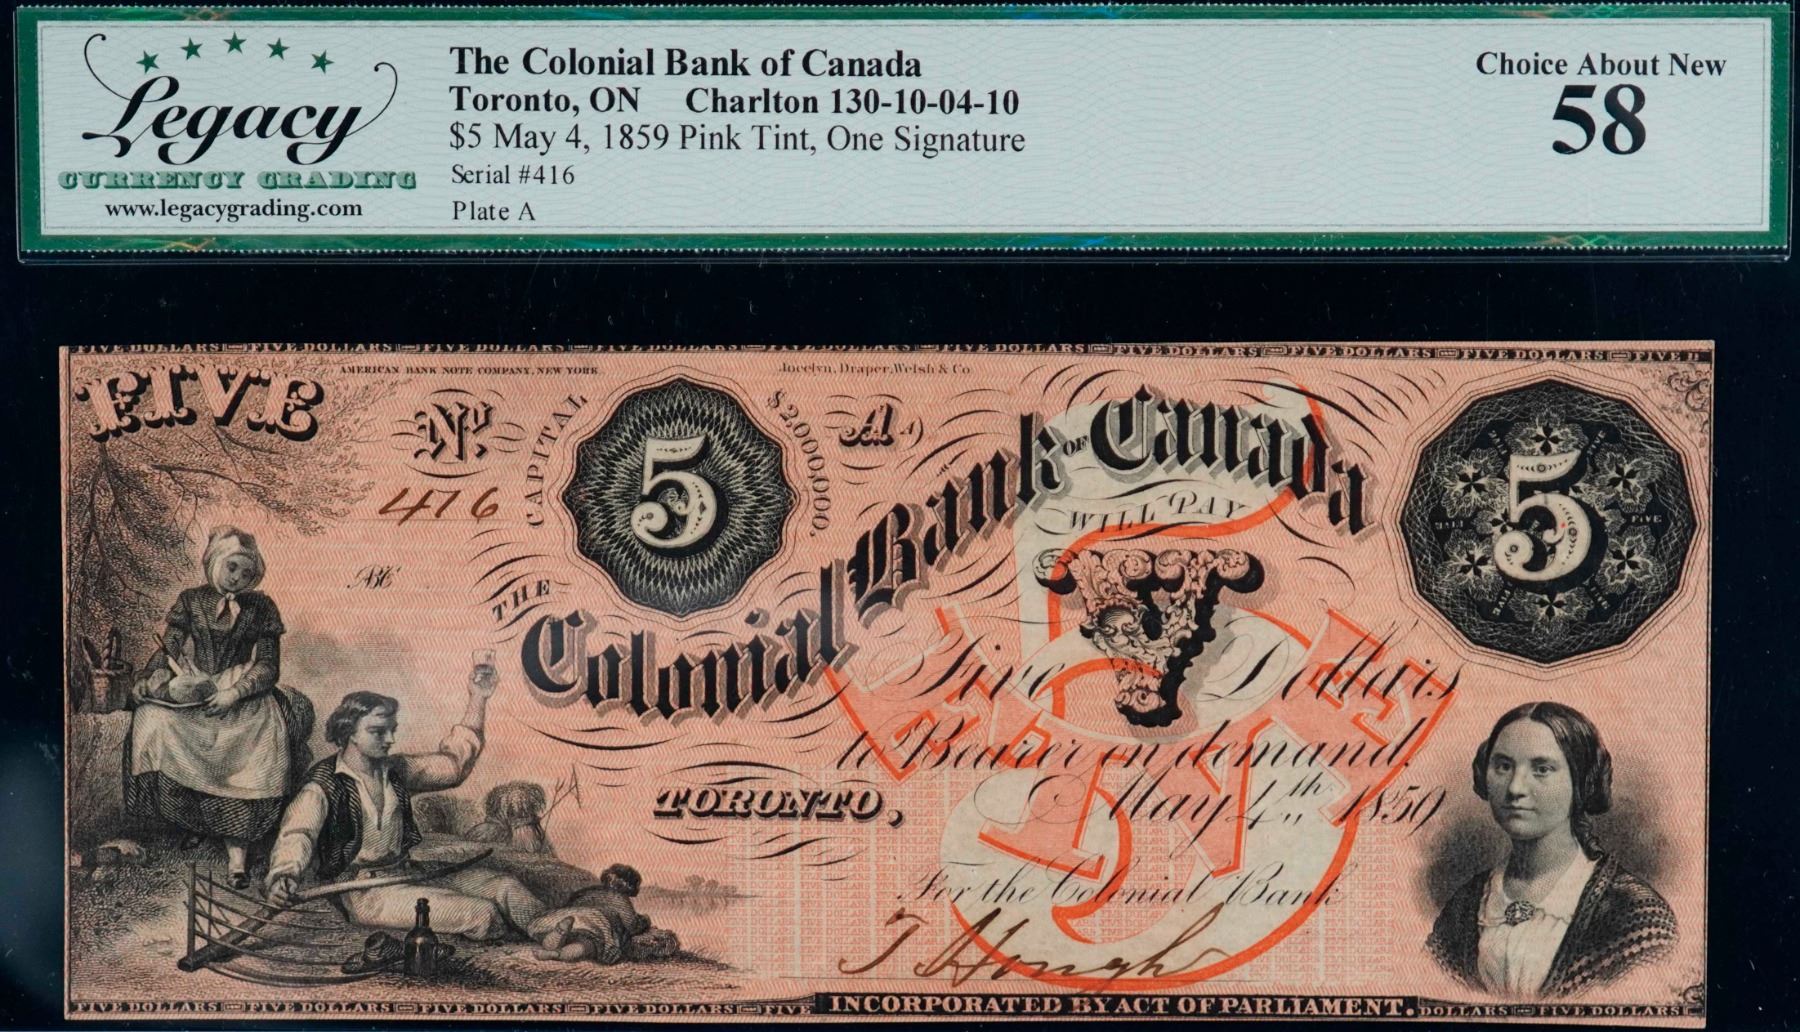 Legacy
CURRENCY GRADING
www.legacygrading.com
The Colonial Bank of Canada
Toronto, ON Charlton 130-10-04-10
$5 May 4, 1859 Pink Tint, One Signature
Serial #416
Plate A
Choice About New
58
FIVE DOLLARS FIVE DOLLARS FIVE DOLLARS FIVE DOLLARS FIVE DOLLARS FIVE DOLLARS FIVE DOLLARS FIVE DOLLARS FIVE DOLLARS FIVE D
AMERICAN BANK NOTE COMPANY, NEW YORK
Jocelyn, Draper, Welsh & Co.
FIVE
No.
416
CAPITAL $2,000,000.
5
A
A
5
FIVE
THE Colonial Bank OF Canada
WILL PAY
V
Five Dollars
to Bearer on demand.
TORONTO, May 4th 1859
FIVE
For the Colonial Bank
J Hough
FIVE DOLLARS FIVE DOLLARS FIVE DOLLARS FIVE DOLLARS FIVE INCORPORATED BY ACT OF PARLIAMENT. DOLLARS FIVE DOLLARS